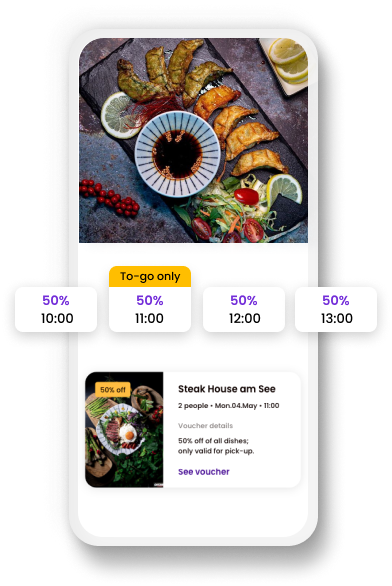 To-go only
50%
10:00
50%
11:00
50%
12:00
50%
13:00
50% off
Steak House am See
2 people • Mon.04.May • 11:00
Voucher details
50% off of all dishes;
only valid for pick-up.
See voucher